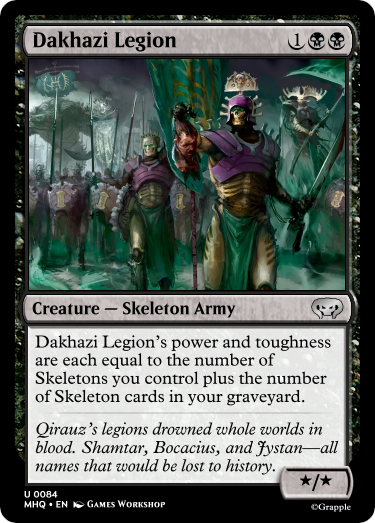 Dakhazi Legion 1
Creature — Skeleton Army
Dakhazi Legion's power and toughness
are each equal to the number of
Skeletons you control plus the number
of Skeleton cards in your graveyard.
Qirauz's legions drowned whole worlds in
blood. Shamtar, Bocacius, and Jystan—all
names that would be lost to history.
★/★
U 0084
MHQ • EN Games Workshop
©Grapple